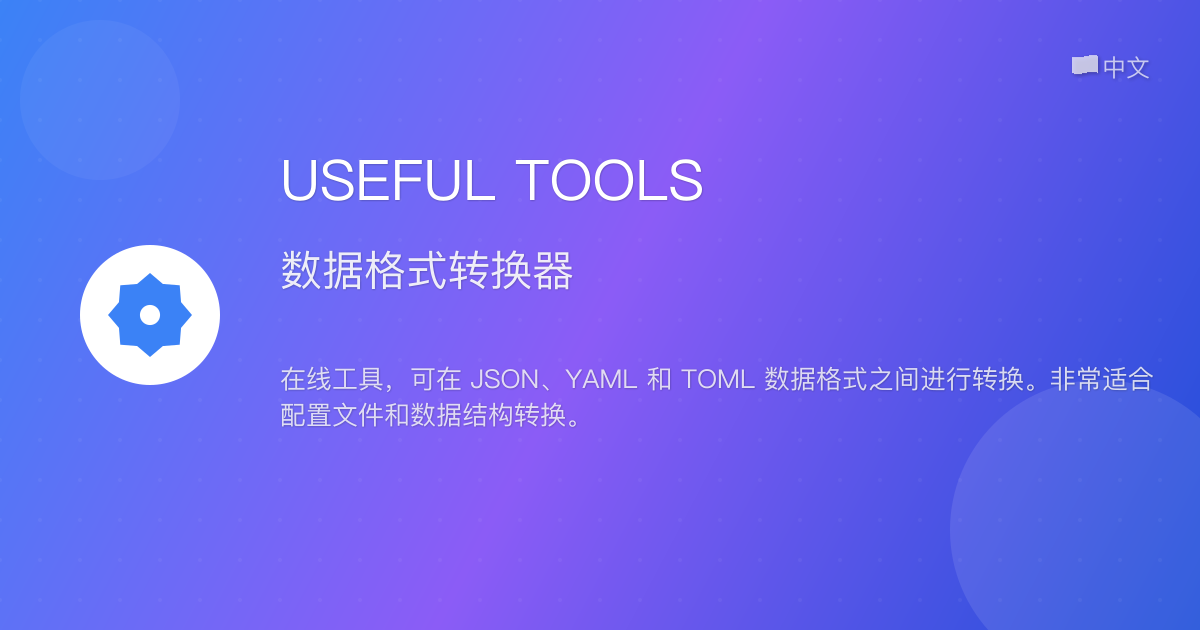 中文
USEFUL TOOLS
数据格式转换器
在线工具，可在 JSON、YAML 和 TOML 数据格式之间进行转换。非常适合
配置文件和数据结构转换。